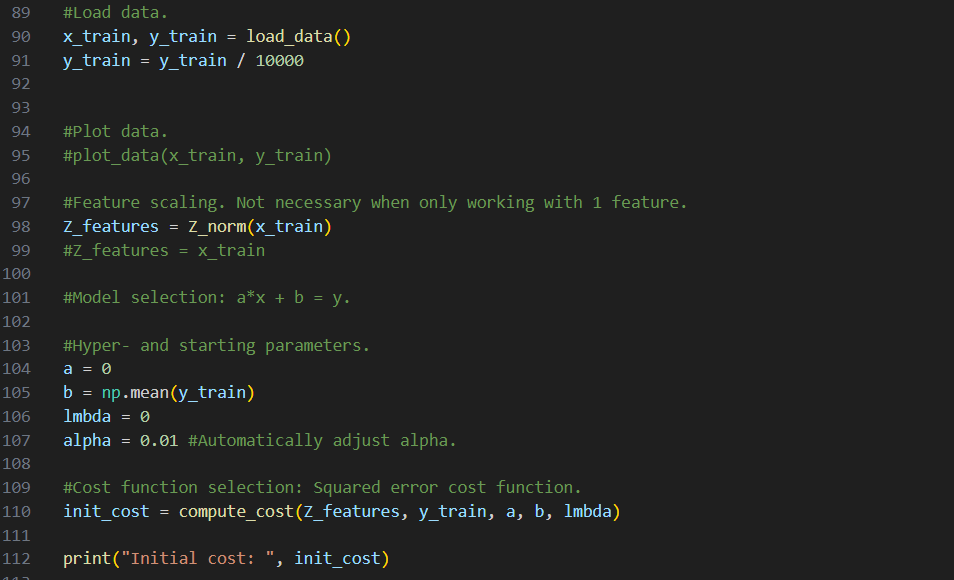 89 #Load data.
90 x_train, y_train = load_data()
91 y_train = y_train / 10000
92
93
94 #Plot data.
95 #plot_data(x_train, y_train)
96
97 #Feature scaling. Not necessary when only working with 1 feature.
98 Z_features = Z_norm(x_train)
99 #Z_features = x_train
100
101 #Model selection: a*x + b = y.
102
103 #Hyper- and starting parameters.
104 a = 0
105 b = np.mean(y_train)
106 lmbda = 0
107 alpha = 0.01 #Automatically adjust alpha.
108
109 #Cost function selection: Squared error cost function.
110 init_cost = compute_cost(Z_features, y_train, a, b, lmbda)
111
112 print("Initial cost: ", init_cost)